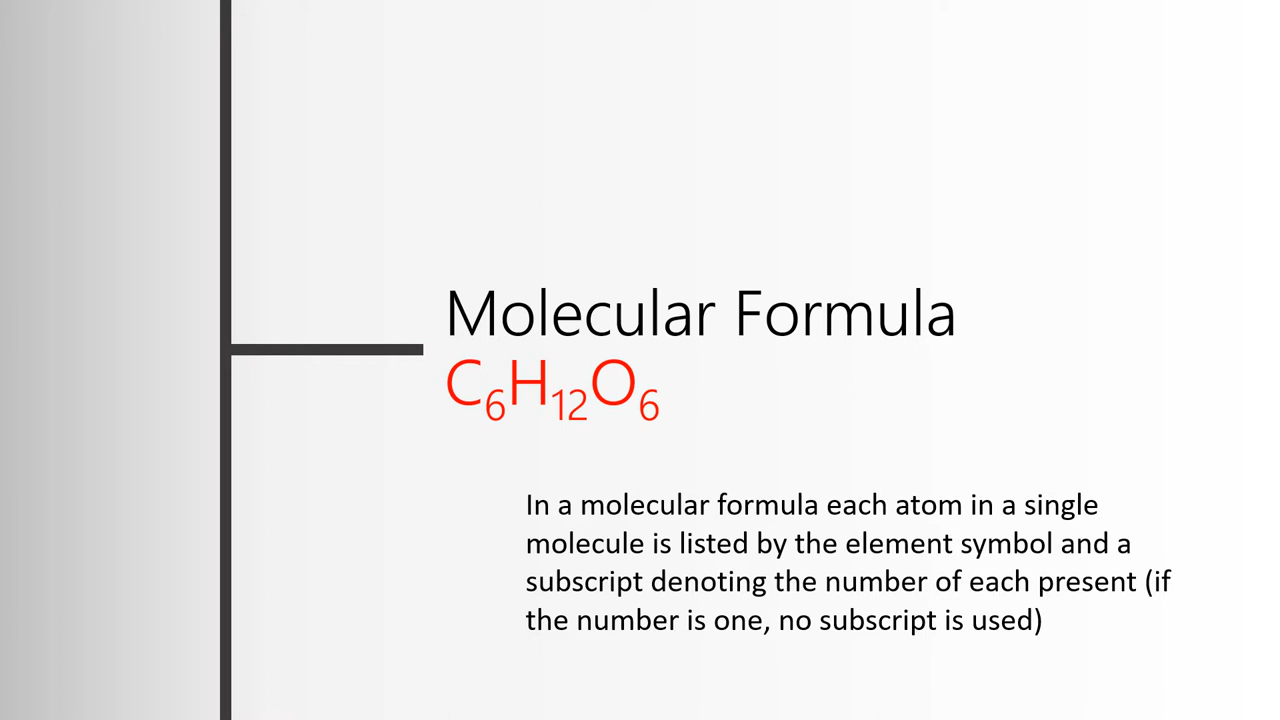 Molecular Formula
C₆H₁₂O₆
In a molecular formula each atom in a single
molecule is listed by the element symbol and a
subscript denoting the number of each present (if
the number is one, no subscript is used)